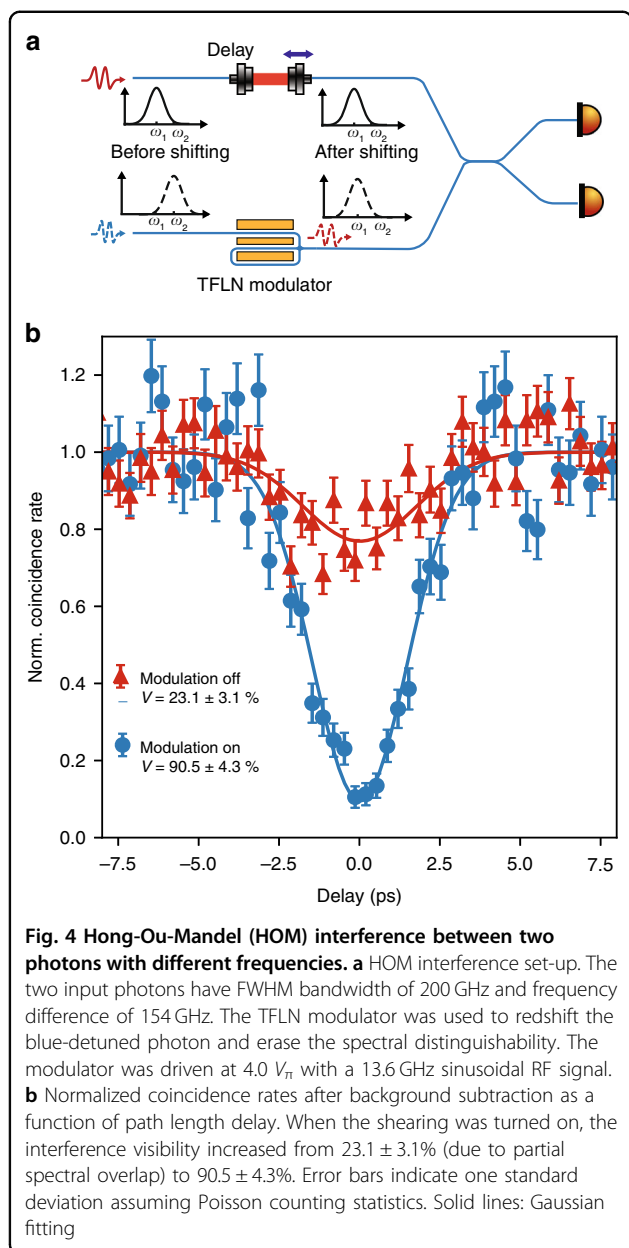 a
Delay
ω1 ω2
ω1 ω2
Before shifting
After shifting
ω1 ω2
ω1 ω2
TFLN modulator
b
1.2
1.0
0.8
0.6
0.4
0.2
0.0
Norm. coincidence rate
Modulation off
V = 23.1 ± 3.1 %
Modulation on
V = 90.5 ± 4.3 %
−7.5 −5.0 −2.5 0.0 2.5 5.0 7.5
Delay (ps)
Fig. 4 Hong-Ou-Mandel (HOM) interference between two
photons with different frequencies. a HOM interference set-up. The
two input photons have FWHM bandwidth of 200 GHz and frequency
difference of 154 GHz. The TFLN modulator was used to redshift the
blue-detuned photon and erase the spectral distinguishability. The
modulator was driven at 4.0 Vπ with a 13.6 GHz sinusoidal RF signal.
b Normalized coincidence rates after background subtraction as a
function of path length delay. When the shearing was turned on, the
interference visibility increased from 23.1 ± 3.1% (due to partial
spectral overlap) to 90.5 ± 4.3%. Error bars indicate one standard
deviation assuming Poisson counting statistics. Solid lines: Gaussian
fitting